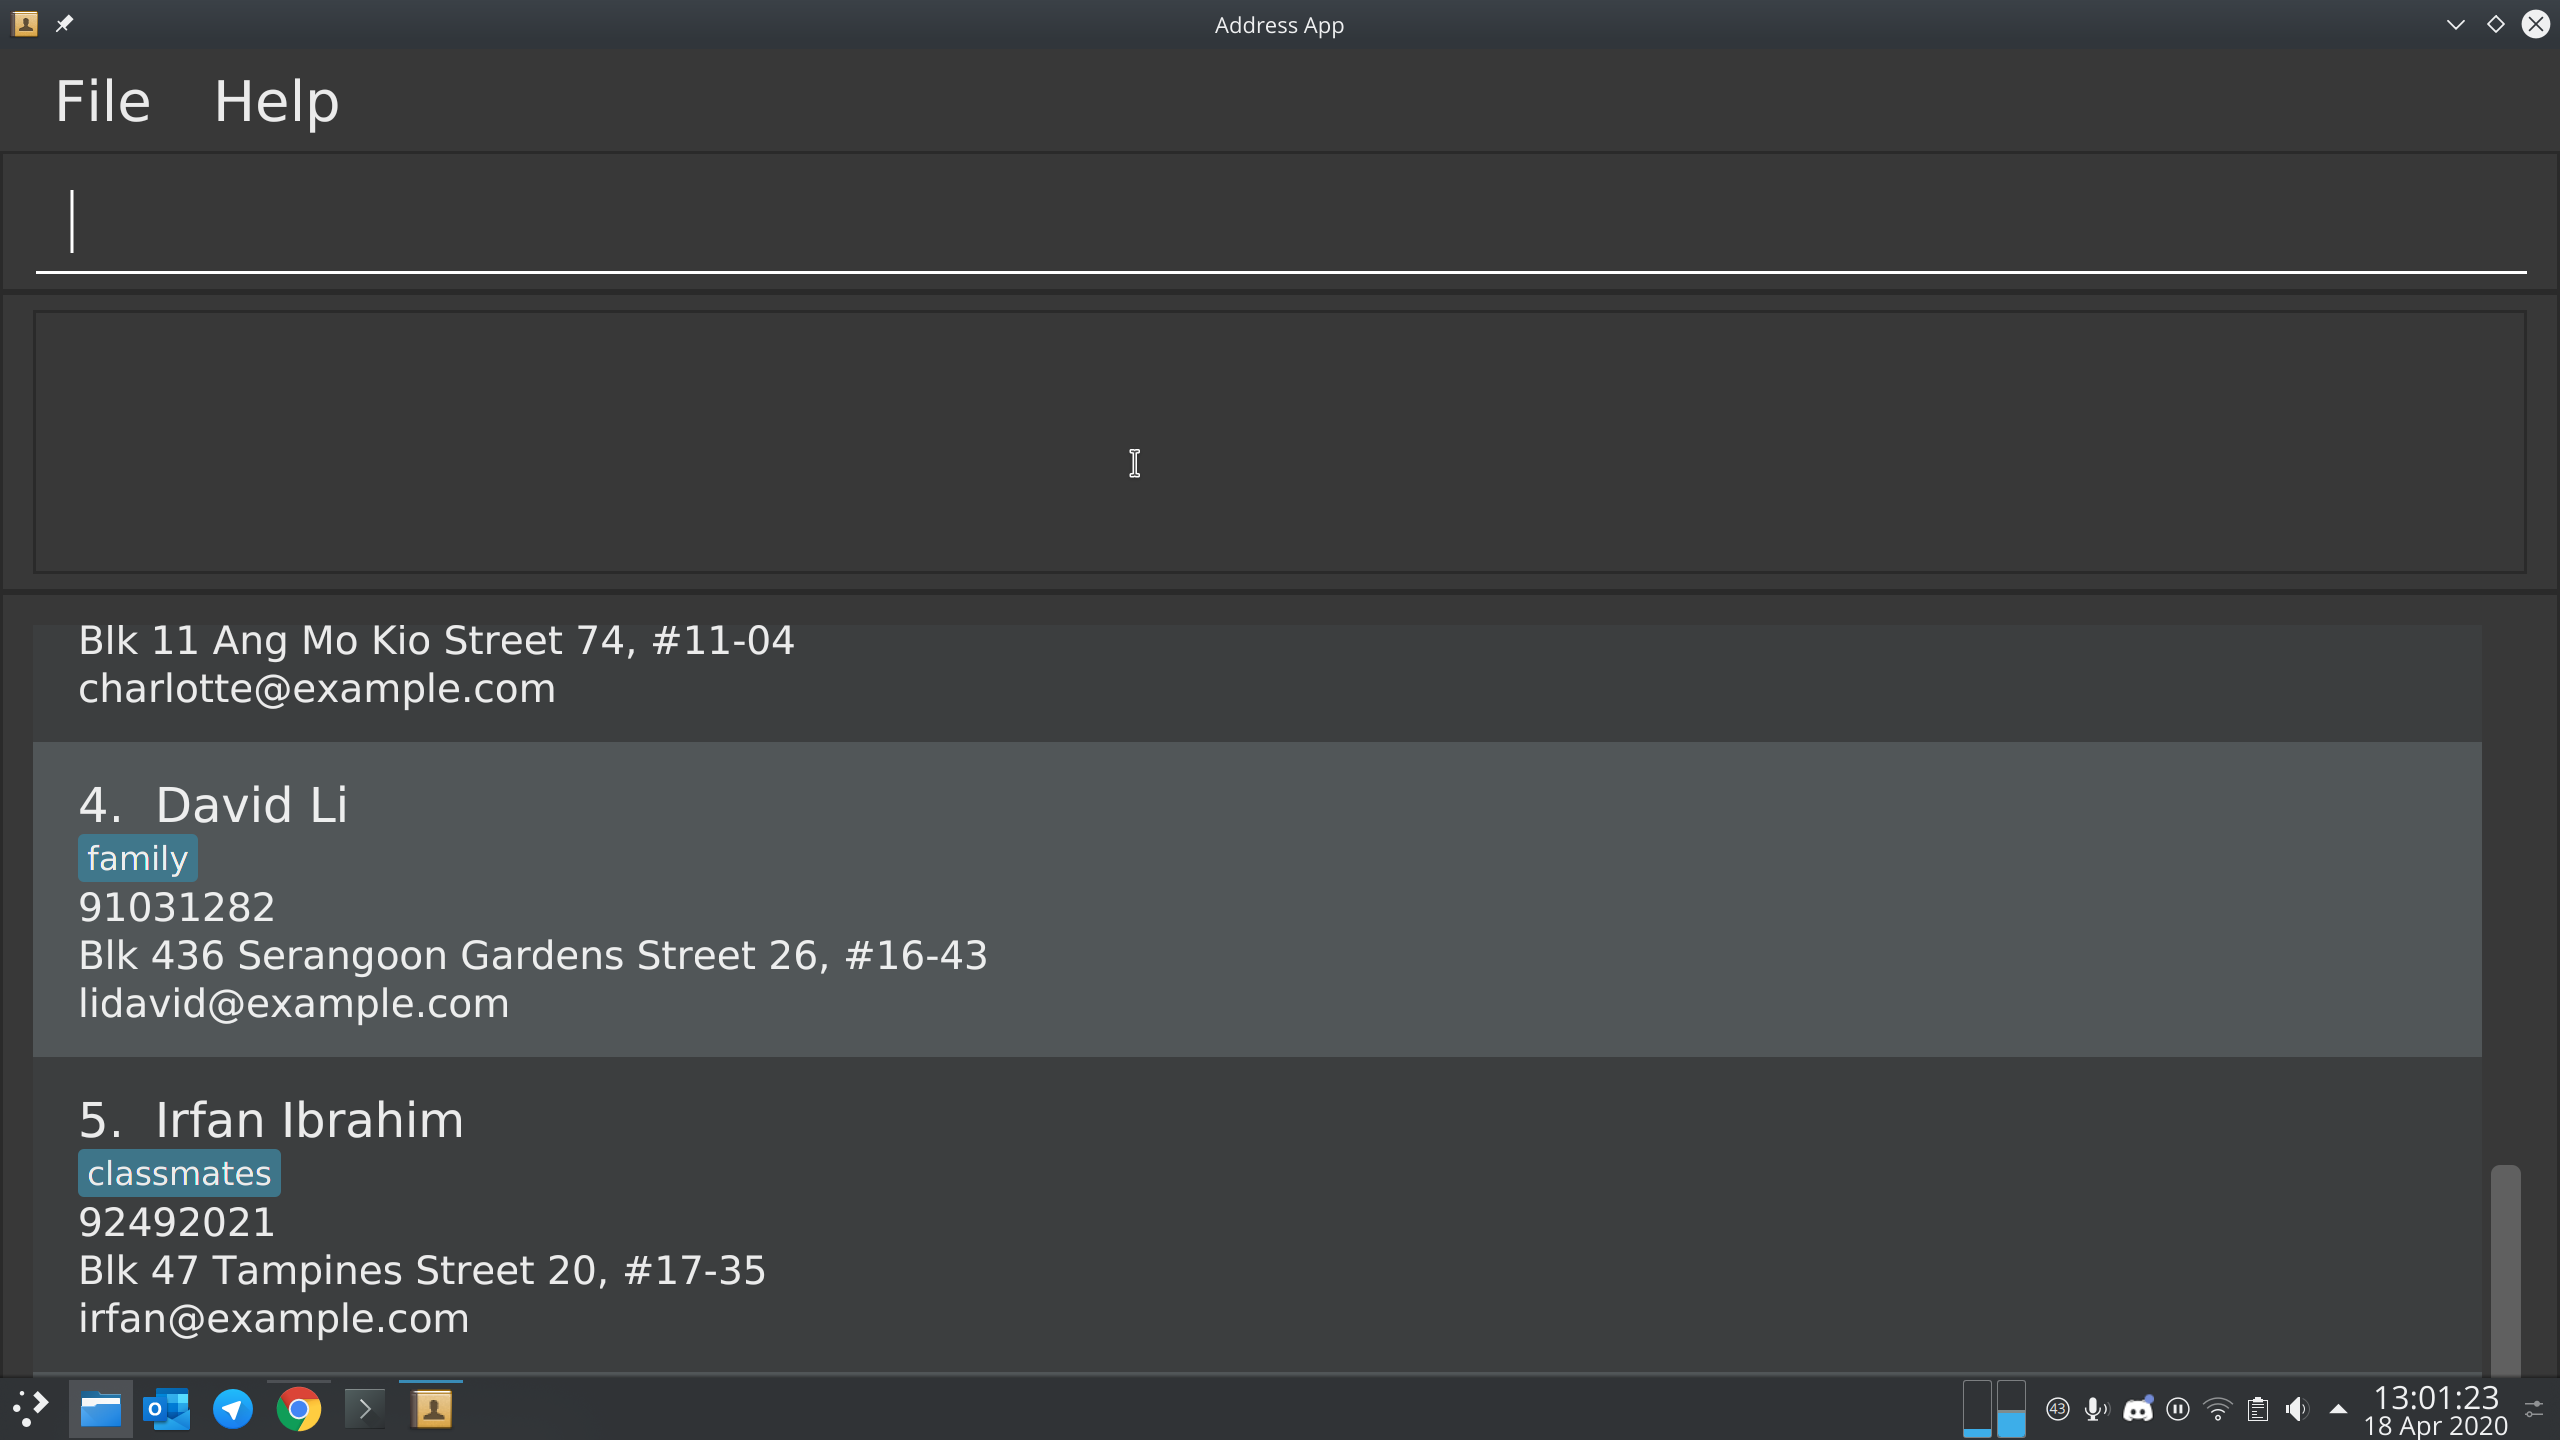 Address App
File Help
Blk 11 Ang Mo Kio Street 74, #11-04
charlotte@example.com
4. David Li
family
91031282
Blk 436 Serangoon Gardens Street 26, #16-43
lidavid@example.com
5. Irfan Ibrahim
classmates
92492021
Blk 47 Tampines Street 20, #17-35
irfan@example.com
43
13:01:23
18 Apr 2020